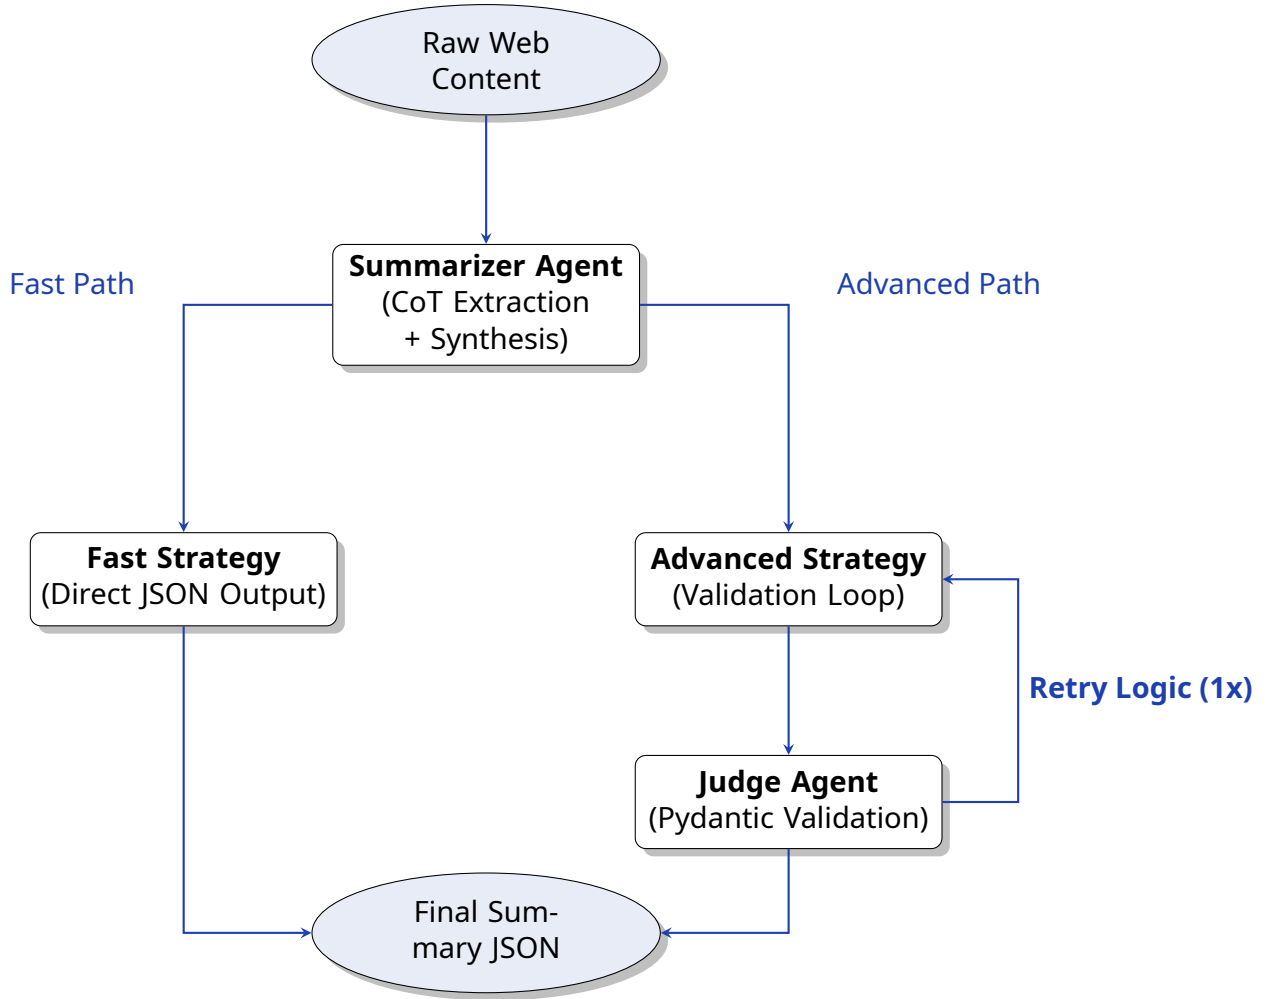 Raw Web
Content
Summarizer Agent
(CoT Extraction
+ Synthesis)
Fast Path
Advanced Path
Fast Strategy
(Direct JSON Output)
Advanced Strategy
(Validation Loop)
Retry Logic (1x)
Judge Agent
(Pydantic Validation)
Final Sum-
mary JSON